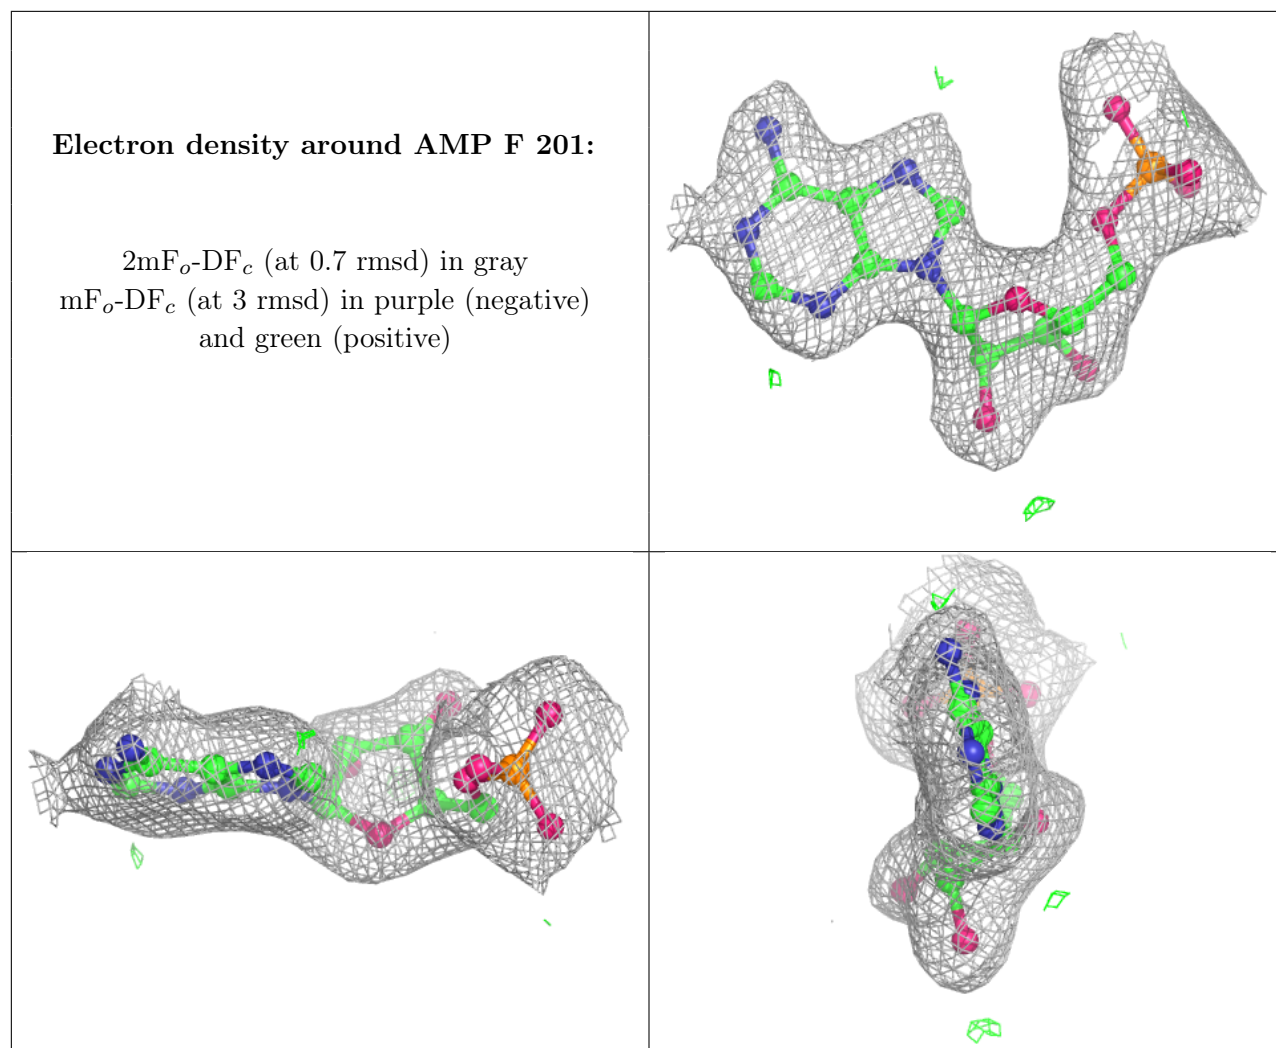 Electron density around AMP F 201:
2mFo-DFc (at 0.7 rmsd) in gray
mFo-DFc (at 3 rmsd) in purple (negative)
and green (positive)